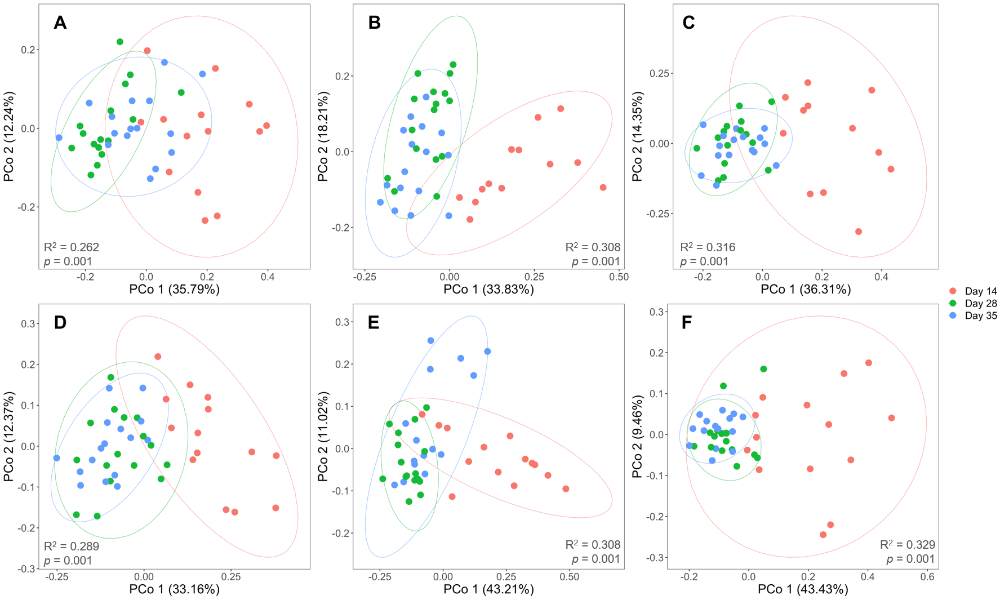 A
0.2
0.0
-0.2
PCo 2 (12.24%)
R² = 0.262
p = 0.001
-0.2 0.0 0.2 0.4
PCo 1 (35.79%)
B
0.2
0.0
-0.2
PCo 2 (18.21%)
R² = 0.308
p = 0.001
-0.25 0.00 0.25 0.50
PCo 1 (33.83%)
C
0.25
0.00
-0.25
PCo 2 (14.35%)
R² = 0.316
p = 0.001
-0.2 0.0 0.2 0.4
PCo 1 (36.31%)
Day 14
Day 28
Day 35
D
0.3
0.2
0.1
0.0
-0.1
-0.2
-0.3
PCo 2 (12.37%)
R² = 0.289
p = 0.001
-0.25 0.00 0.25
PCo 1 (33.16%)
E
0.3
0.2
0.1
0.0
-0.1
-0.2
PCo 2 (11.02%)
R² = 0.308
p = 0.001
-0.25 0.00 0.25 0.50
PCo 1 (43.21%)
F
0.3
0.2
0.1
0.0
-0.1
-0.2
-0.3
PCo 2 (9.46%)
R² = 0.329
p = 0.001
-0.2 0.0 0.2 0.4 0.6
PCo 1 (43.43%)